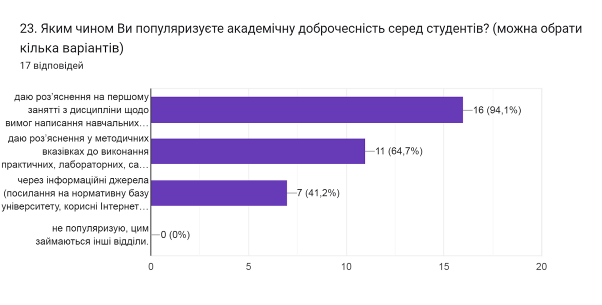 23. Яким чином Ви популяризуєте академічну доброчесність серед студентів? (можна обрати
кілька варіантів)
17 відповідей
даю роз’яснення на першому
занятті з дисципліни щодо
вимог написання навчальних…
16 (94,1%)
даю роз’яснення у методичних
вказівках до виконання
практичних, лабораторних, са…
11 (64,7%)
через інформаційні джерела
(посилання на нормативну базу
університету, корисні Інтернет…
7 (41,2%)
не популяризую, цим
займаються інші відділи.
0 (0%)
0 5 10 15 20